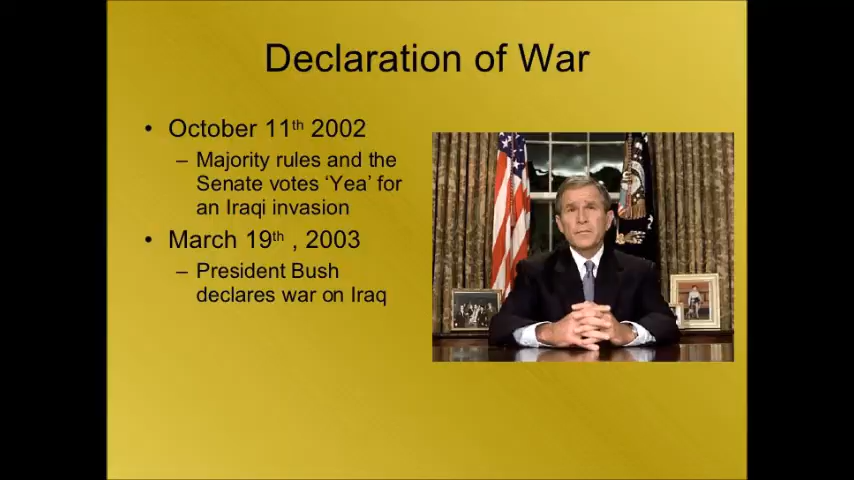 Declaration of War
• October 11th 2002
– Majority rules and the
Senate votes ‘Yea’ for
an Iraqi invasion
• March 19th , 2003
– President Bush
declares war on Iraq